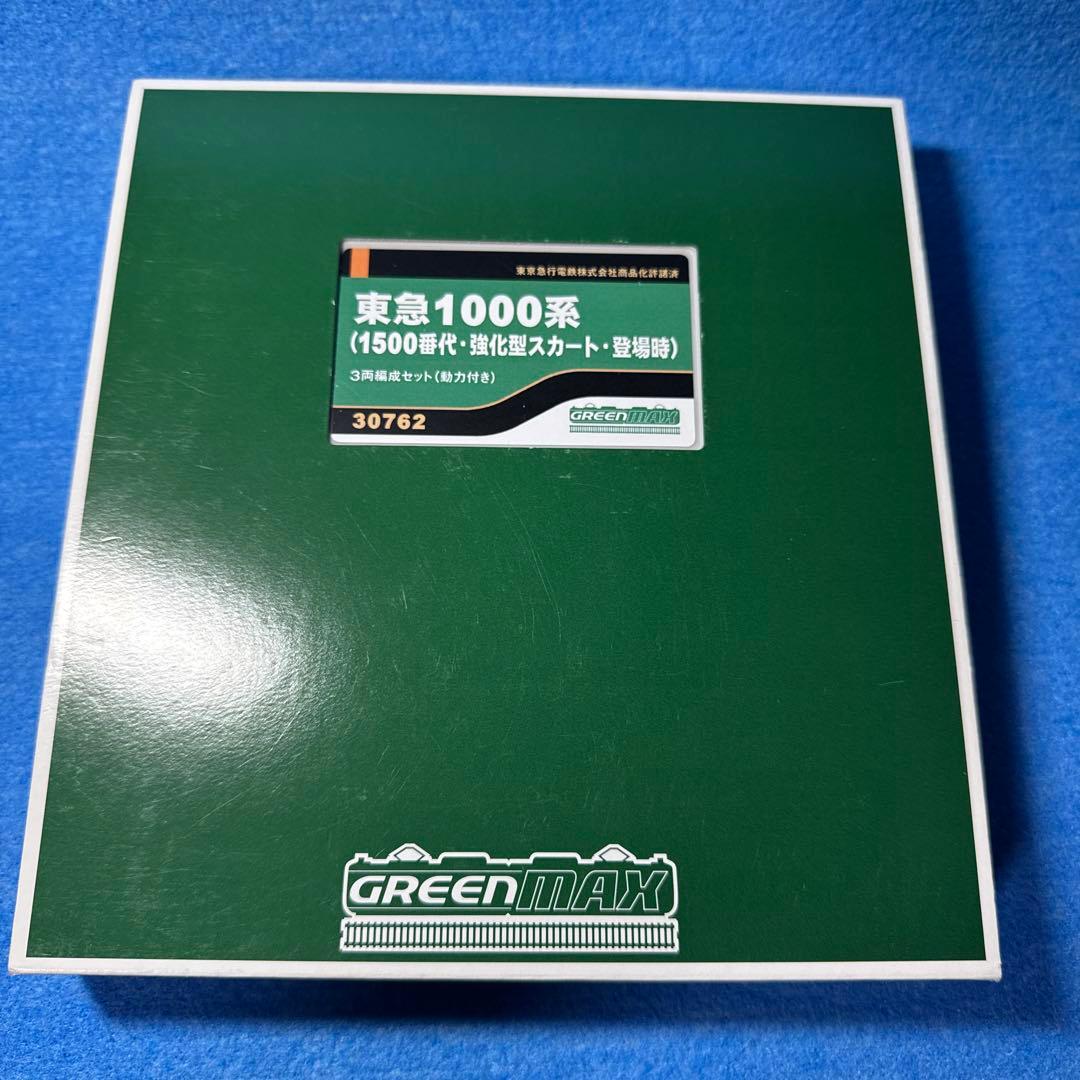 東京急行電鉄株式会社商品化許諾済
東急1000系
(1500番代・強化型スカート・登場時)
3両編成セット(動力付き)
30762
GREENMAX
GREENMAX